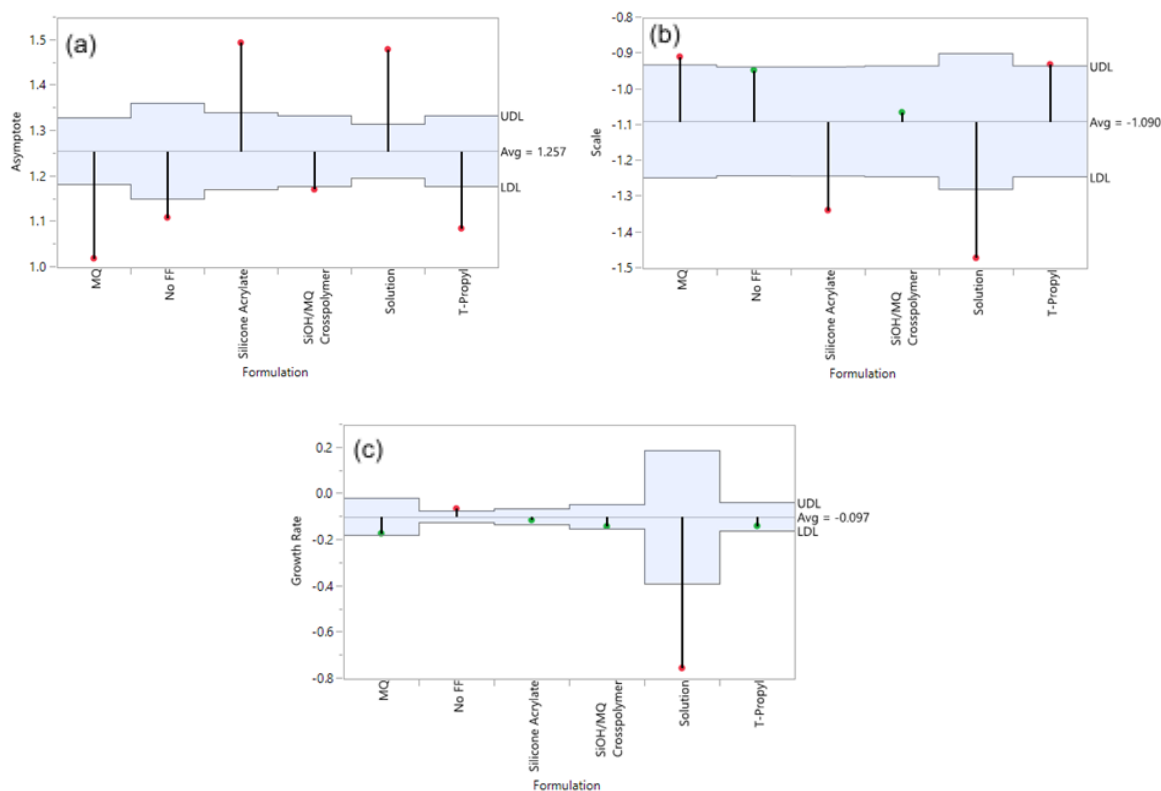 (a)
1.5
1.4
1.3
1.2
1.1
1.0
Asymptote
UDL
Avg = 1.257
LDL
MQ
No FF
Silicone Acrylate
SiOH/MQ
Crosspolymer
Solution
T-Propyl
Formulation
(b)
-0.8
-0.9
-1.0
-1.1
-1.2
-1.3
-1.4
-1.5
Scale
UDL
Avg = -1.090
LDL
MQ
No FF
Silicone Acrylate
SiOH/MQ
Crosspolymer
Solution
T-Propyl
Formulation
(c)
0.2
0.0
-0.2
-0.4
-0.6
-0.8
Growth Rate
UDL
Avg = -0.097
LDL
MQ
No FF
Silicone Acrylate
SiOH/MQ
Crosspolymer
Solution
T-Propyl
Formulation